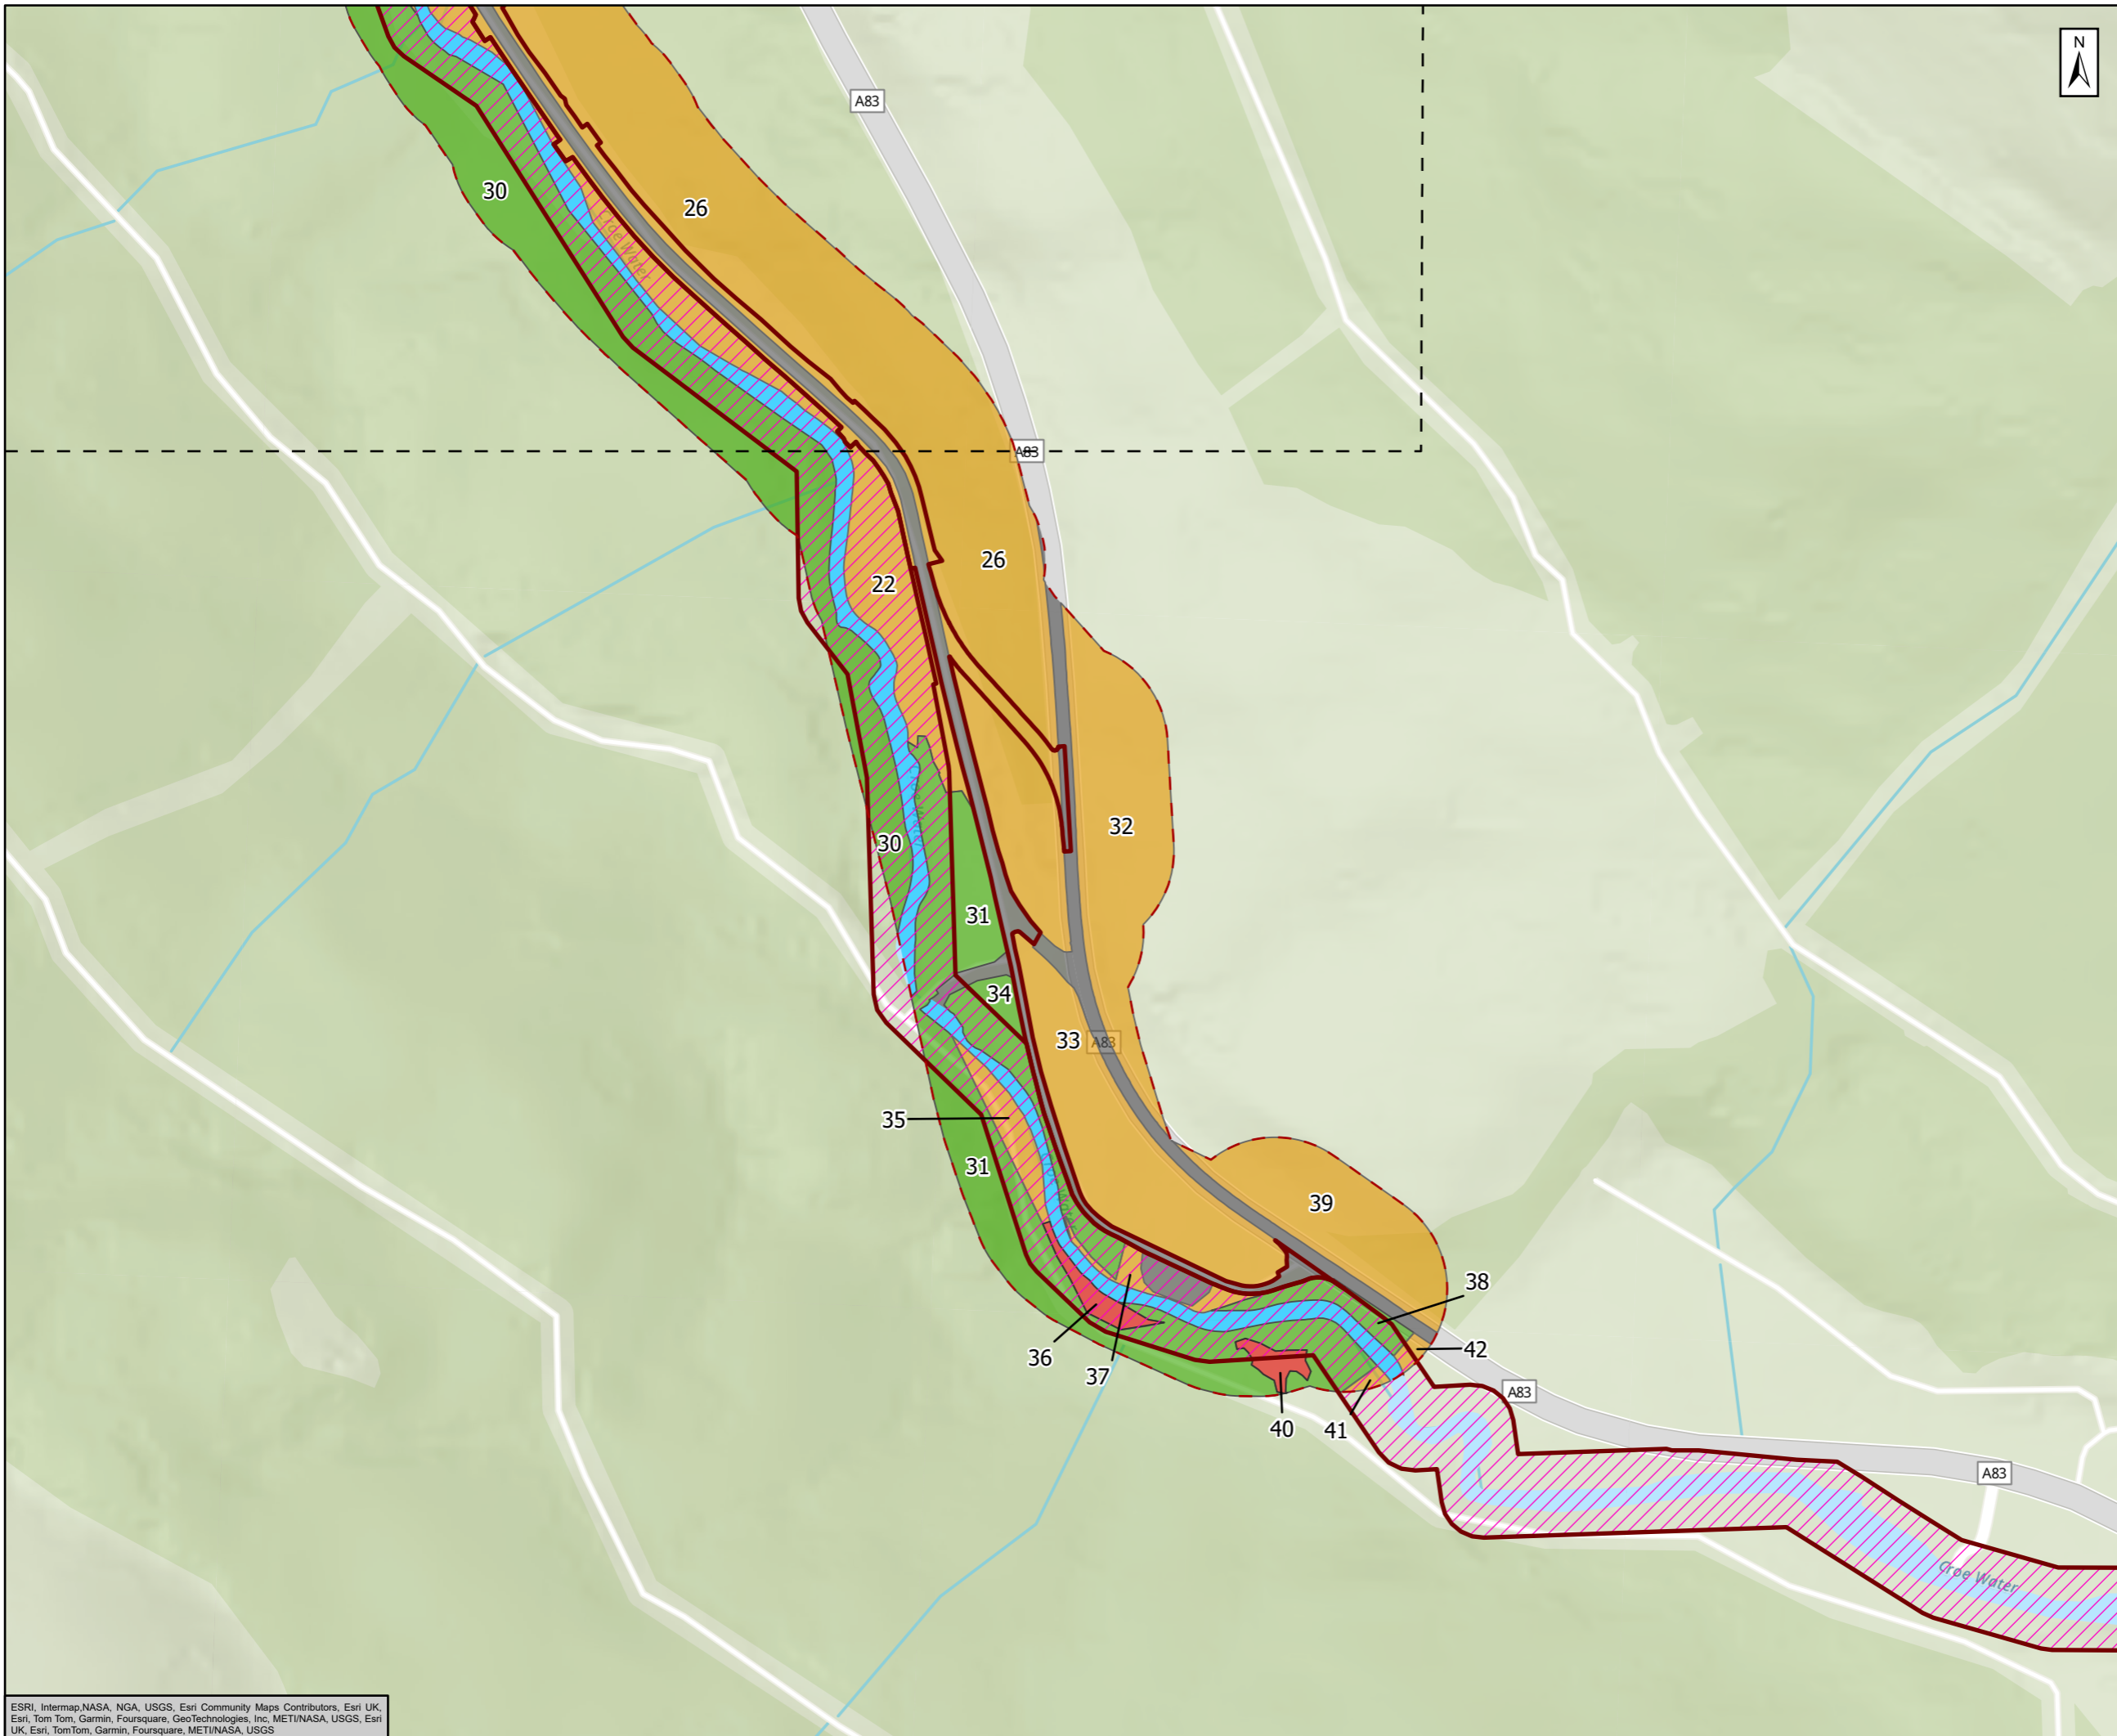 N
A83
30
26
Croe Water
A83
26
22
32
30
31
34
33
A83
35
31
39
38
36
37
42
40
41
A83
A83
Croe Water
ESRI, Intermap,NASA, NGA, USGS, Esri Community Maps Contributors, Esri UK,
Esri, Tom Tom, Garmin, Foursquare, GeoTechnologies, Inc, METI/NASA, USGS, Esri
UK, Esri, TomTom, Garmin, Foursquare, METI/NASA, USGS